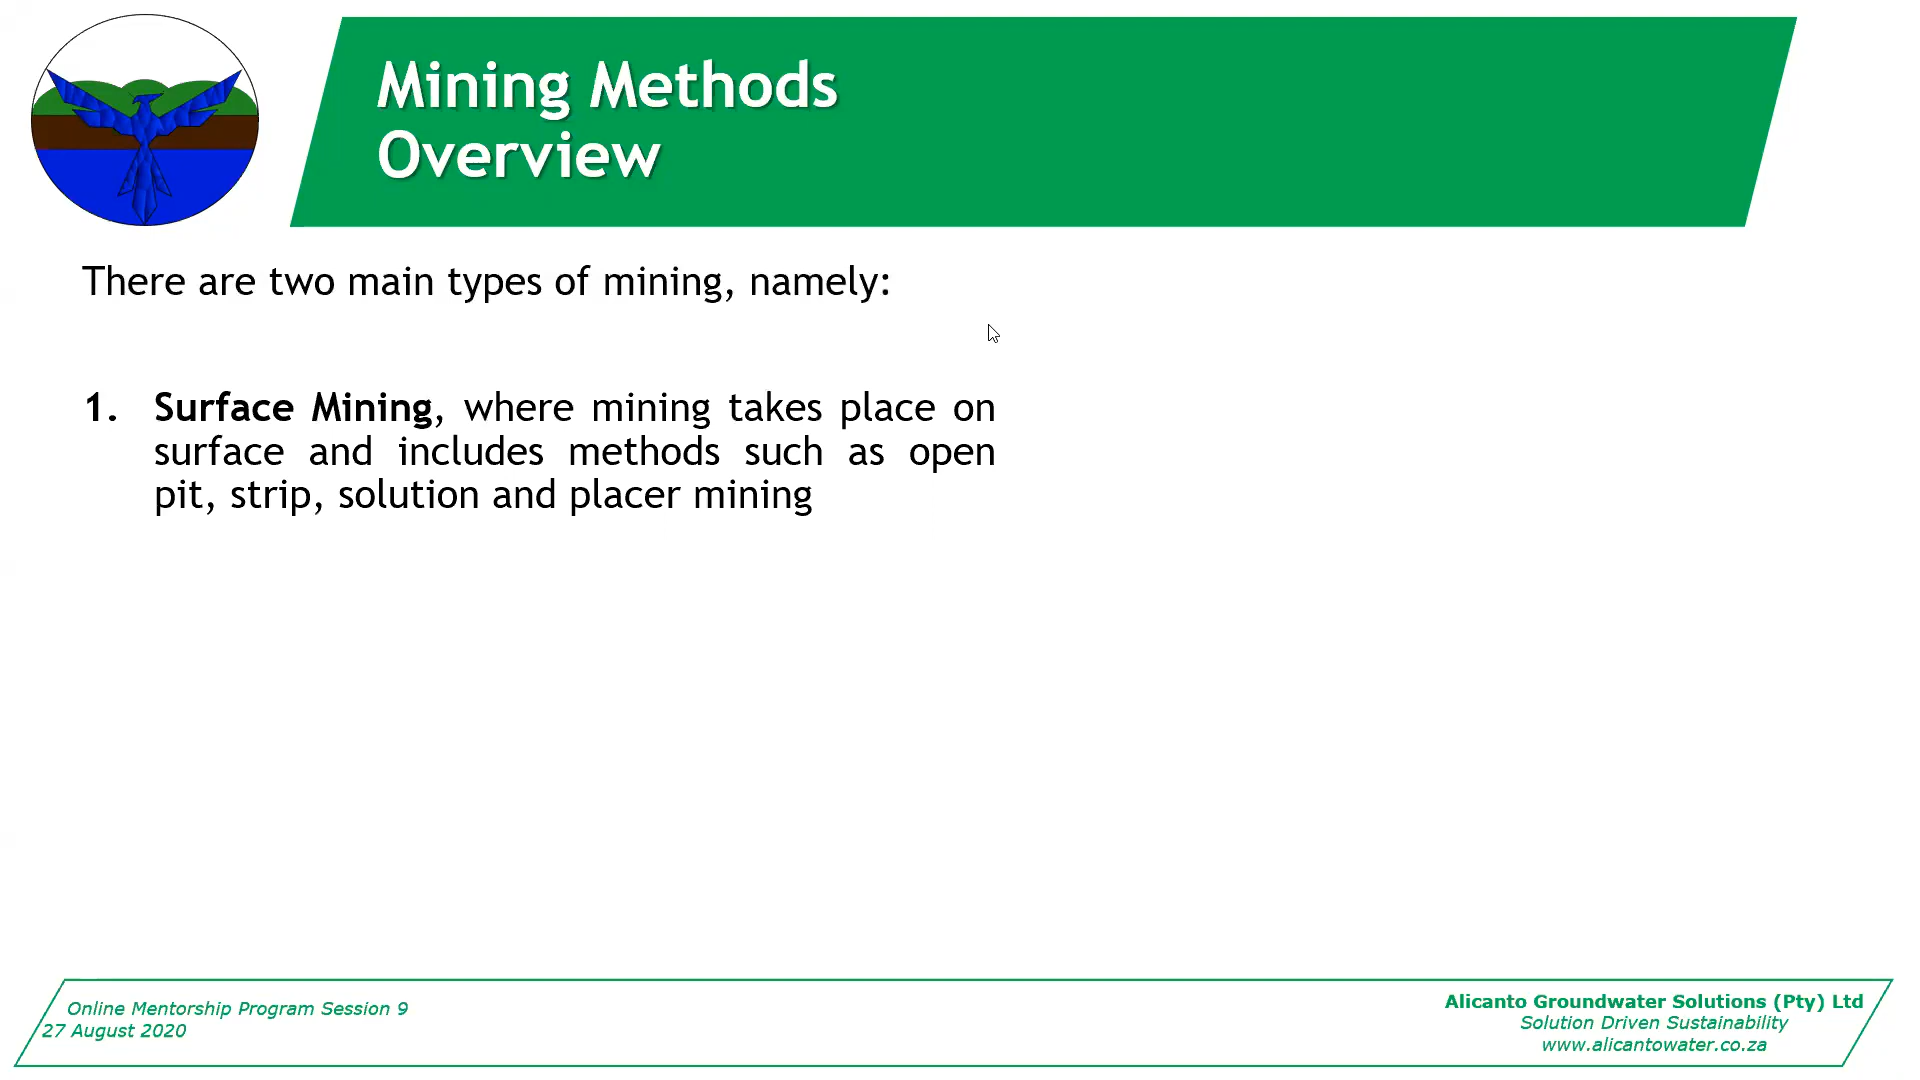 Mining Methods
Overview
There are two main types of mining, namely:
1. Surface Mining, where mining takes place on
surface and includes methods such as open
pit, strip, solution and placer mining
Online Mentorship Program Session 9
27 August 2020
Alicanto Groundwater Solutions (Pty) Ltd
Solution Driven Sustainability
www.alicantowater.co.za